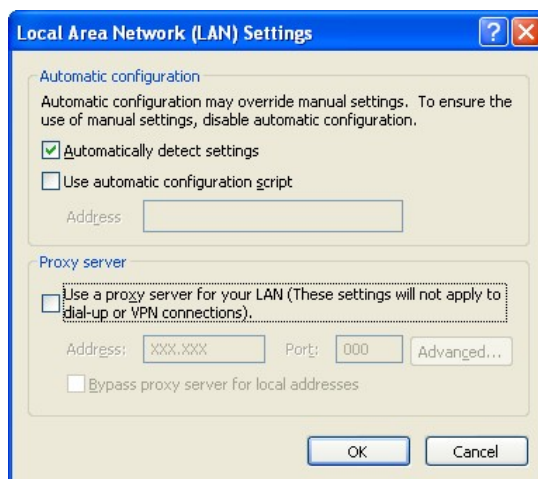 Local Area Network (LAN) Settings
Automatic configuration
Automatic configuration may override manual settings. To ensure the
use of manual settings, disable automatic configuration.
Automatically detect settings
Use automatic configuration script
Address
Proxy server
Use a proxy server for your LAN (These settings will not apply to
dial-up or VPN connections).
Address: XXX.XXX Port: 000 Advanced...
Bypass proxy server for local addresses
OK Cancel